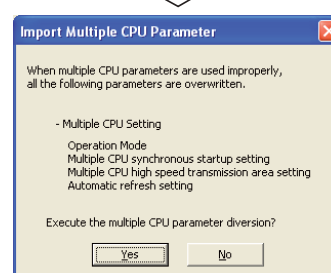 Import Multiple CPU Parameter
When multiple CPU parameters are used improperly,
all the following parameters are overwritten.
- Multiple CPU Setting
Operation Mode
Multiple CPU synchronous startup setting
Multiple CPU high speed transmission area setting
Automatic refresh setting
Execute the multiple CPU parameter diversion?
Yes No